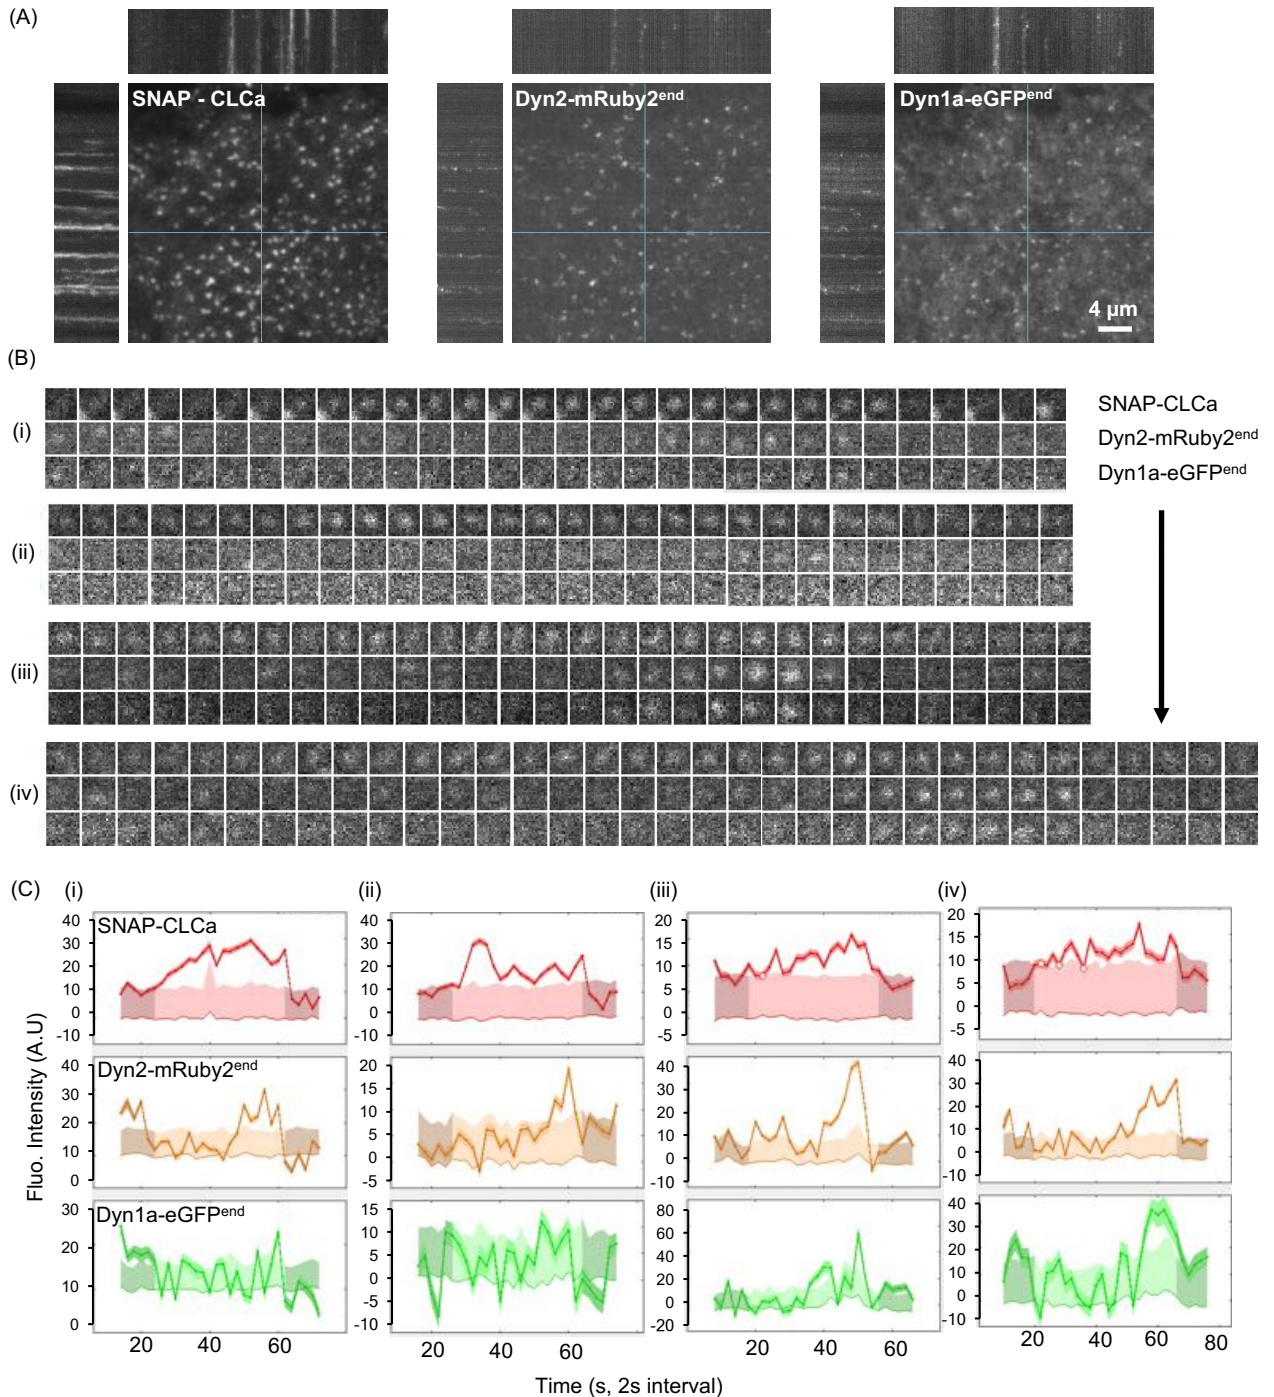 (A)
SNAP - CLCa
Dyn2-mRuby2end
Dyn1a-eGFPend
4 µm
(B)
(i)
SNAP-CLCa
Dyn2-mRuby2end
Dyn1a-eGFPend
(ii)
(iii)
(iv)
(C)
(i)
(ii)
(iii)
(iv)
Fluo. Intensity (A.U)
SNAP-CLCa
40
30
20
10
0
-10
40
30
20
10
0
-10
20
15
10
5
0
-5
20
15
10
5
0
-5
Dyn2-mRuby2end
40
30
20
10
0
20
15
10
5
0
-5
40
30
20
10
0
-10
40
30
20
10
0
-10
Dyn1a-eGFPend
30
20
10
0
15
10
5
0
-5
-10
80
60
40
20
0
-20
40
30
20
10
0
-10
20 40 60
20 40 60
20 40 60
20 40 60 80
Time (s, 2s interval)